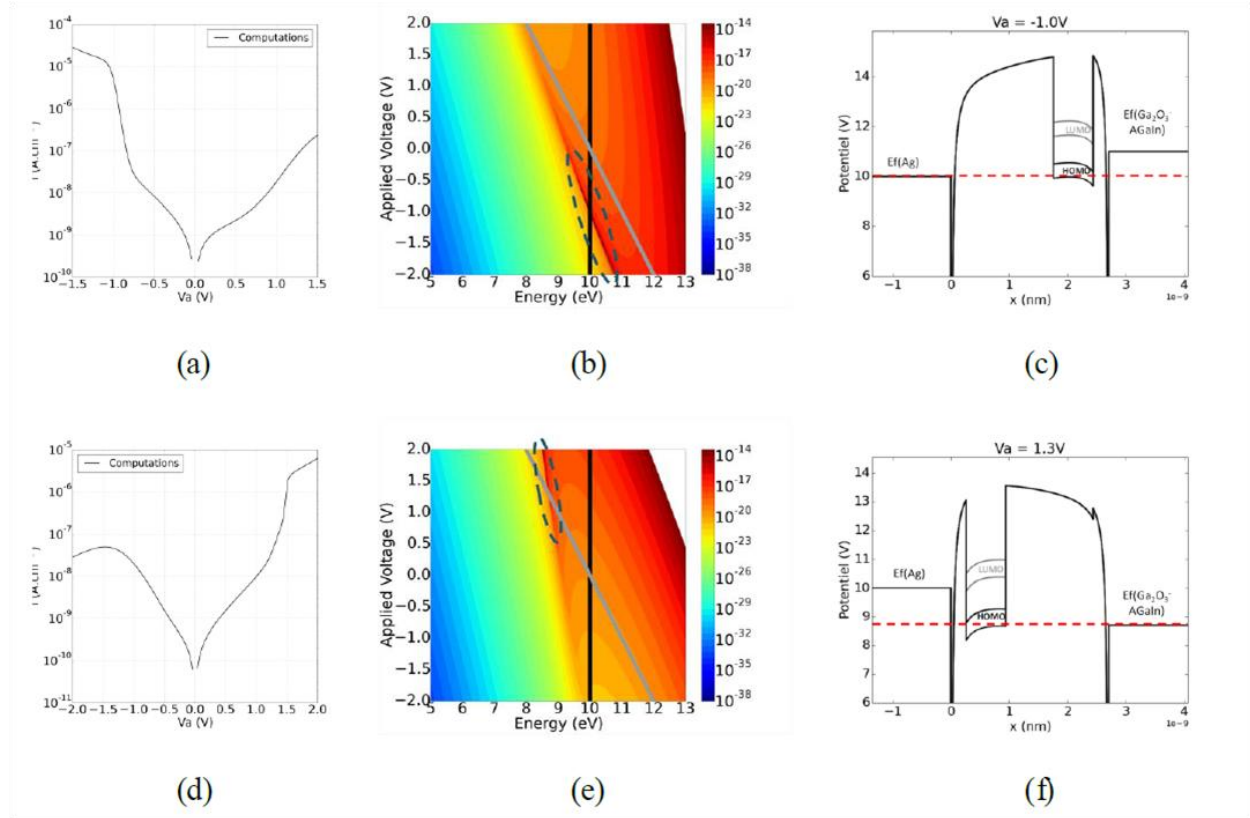 10⁻⁴
10⁻⁵
10⁻⁶
10⁻⁷
10⁻⁸
10⁻⁹
10⁻¹⁰
Computations
−1.5 −1.0 −0.5 0.0 0.5 1.0 1.5
Va (V)
(a)
Applied Voltage (V)
2.0
1.5
1.0
0.5
0.0
−0.5
−1.0
−1.5
−2.0
5 6 7 8 9 10 11 12 13
Energy (eV)
10⁻¹⁴
10⁻¹⁷
10⁻²⁰
10⁻²³
10⁻²⁶
10⁻²⁹
10⁻³²
10⁻³⁵
10⁻³⁸
(b)
Va = -1.0V
Potentiel (V)
14
12
10
8
6
Ef(Ag)
LUMO
HOMO
Ef(Ga₂O₃-
AGaIn)
−1 0 1 2 3 4
x (nm)
1e-9
(c)
10⁻⁵
10⁻⁶
10⁻⁷
10⁻⁸
10⁻⁹
10⁻¹⁰
10⁻¹¹
Computations
−2.0 −1.5 −1.0 −0.5 0.0 0.5 1.0 1.5 2.0
Va (V)
(d)
Applied Voltage (V)
2.0
1.5
1.0
0.5
0.0
−0.5
−1.0
−1.5
−2.0
5 6 7 8 9 10 11 12 13
Energy (eV)
10⁻¹⁴
10⁻¹⁷
10⁻²⁰
10⁻²³
10⁻²⁶
10⁻²⁹
10⁻³²
10⁻³⁵
10⁻³⁸
(e)
Va = 1.3V
Potentiel (V)
14
13
12
11
10
9
8
7
6
Ef(Ag)
LUMO
HOMO
Ef(Ga₂O₃-
AGaIn)
−1 0 1 2 3 4
x (nm)
1e-9
(f)